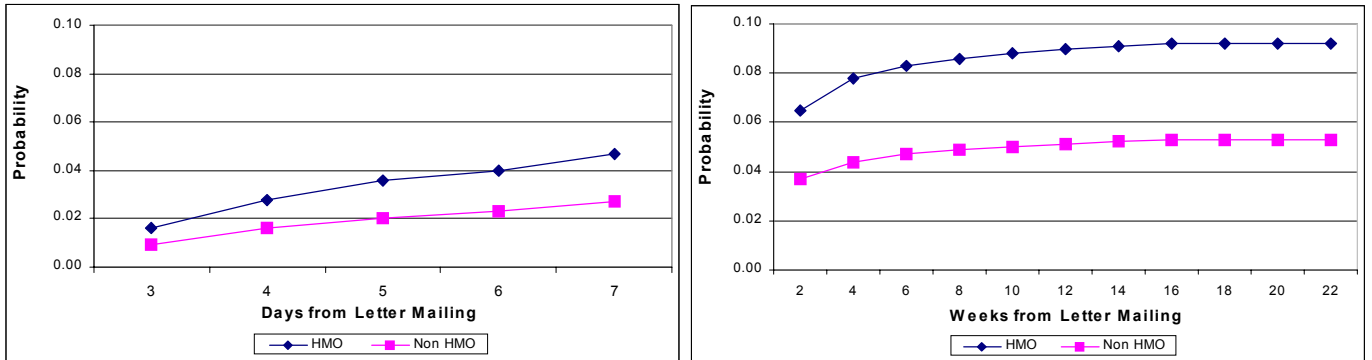 0.10
0.08
0.06
0.04
0.02
0.00
Probability
3 4 5 6 7
Days from Letter Mailing
HMO Non HMO
0.10
0.08
0.06
0.04
0.02
0.00
Probability
2 4 6 8 10 12 14 16 18 20 22
Weeks from Letter Mailing
HMO Non HMO